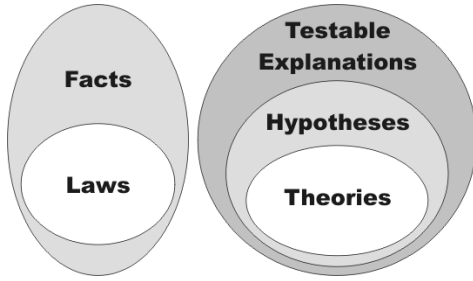 Facts
Laws
Testable
Explanations
Hypotheses
Theories